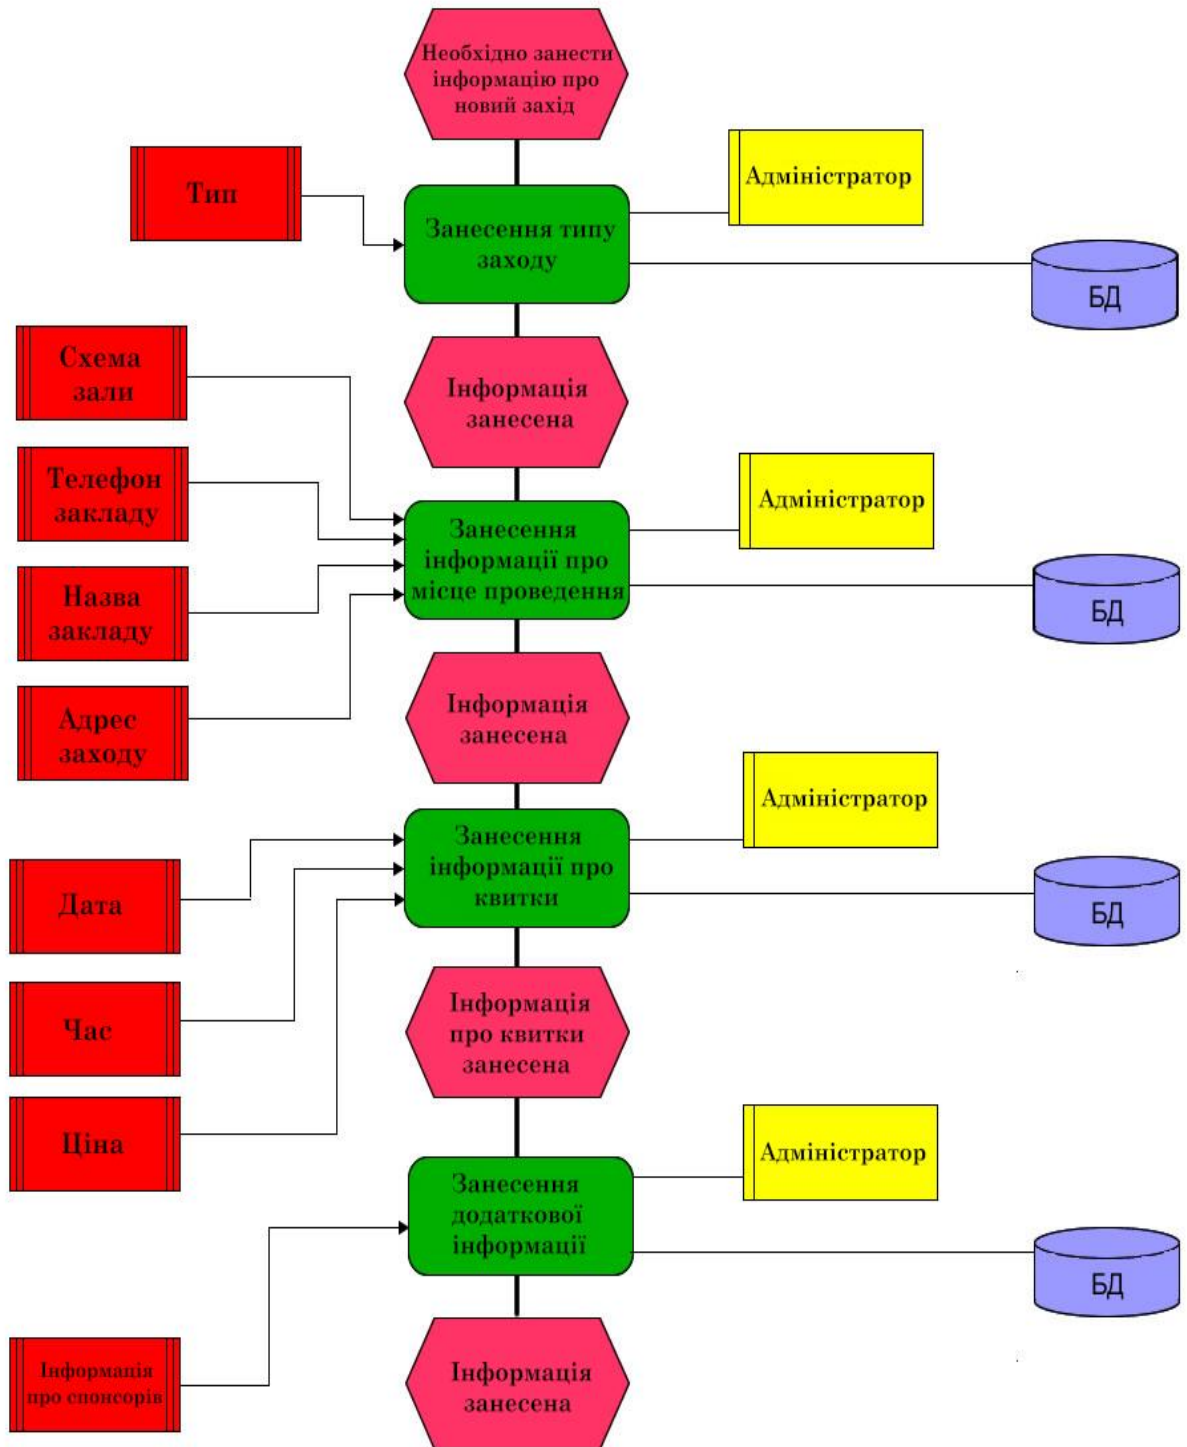 Необхідно занести
інформацію про
новий захід
Тип
Адміністратор
Занесення типу
заходу
БД
Схема
зали
Інформація
занесена
Телефон
закладу
Адміністратор
Занесення
інформації про
місце проведення
Назва
закладу
БД
Адрес
заходу
Інформація
занесена
Адміністратор
Занесення
інформації про
квитки
Дата
БД
Час
Інформація
про квитки
занесена
Ціна
Адміністратор
Занесення
додаткової
інформації
БД
Інформація
про спонсорів
Інформація
занесена